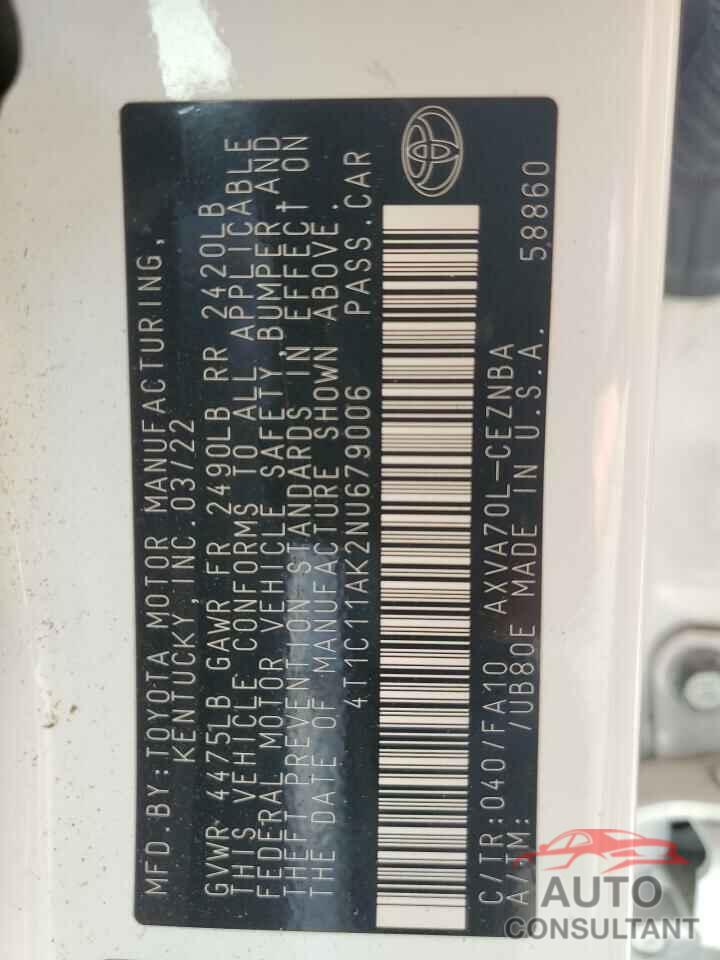 MFD.BY:TOYOTA MOTOR MANUFACTURING,
KENTUCKY,INC.03/22
GVWR 4475LB GAWR FR 2490LB RR 2420LB
THIS VEHICLE CONFORMS TO ALL APPLICABLE
FEDERAL MOTOR VEHICLE SAFETY BUMPER,AND
THEFT PREVENTION STANDARDS IN EFFECT ON
THE DATE OF MANUFACTURE SHOWN ABOVE.
4T1C11AK2NU679006 PASS.CAR
C/TR:040/FA10 AXVA70L-CEZNBA
A/TM: /UB80E MADE IN U.S.A. 58860
AUTO
CONSULTANT